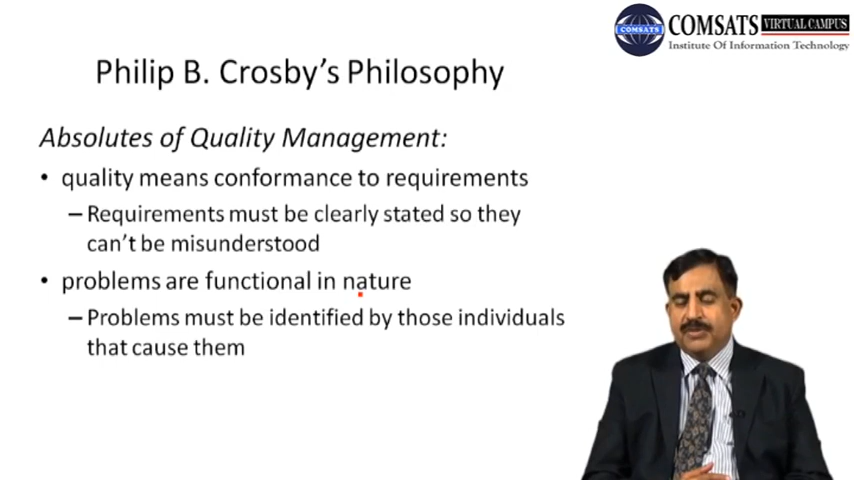 COMSATS
COMSATS VIRTUAL CAMPUS
Institute Of Information Technology
Philip B. Crosby’s Philosophy
Absolutes of Quality Management:
• quality means conformance to requirements
– Requirements must be clearly stated so they
can’t be misunderstood
• problems are functional in nature
– Problems must be identified by those individuals
that cause them